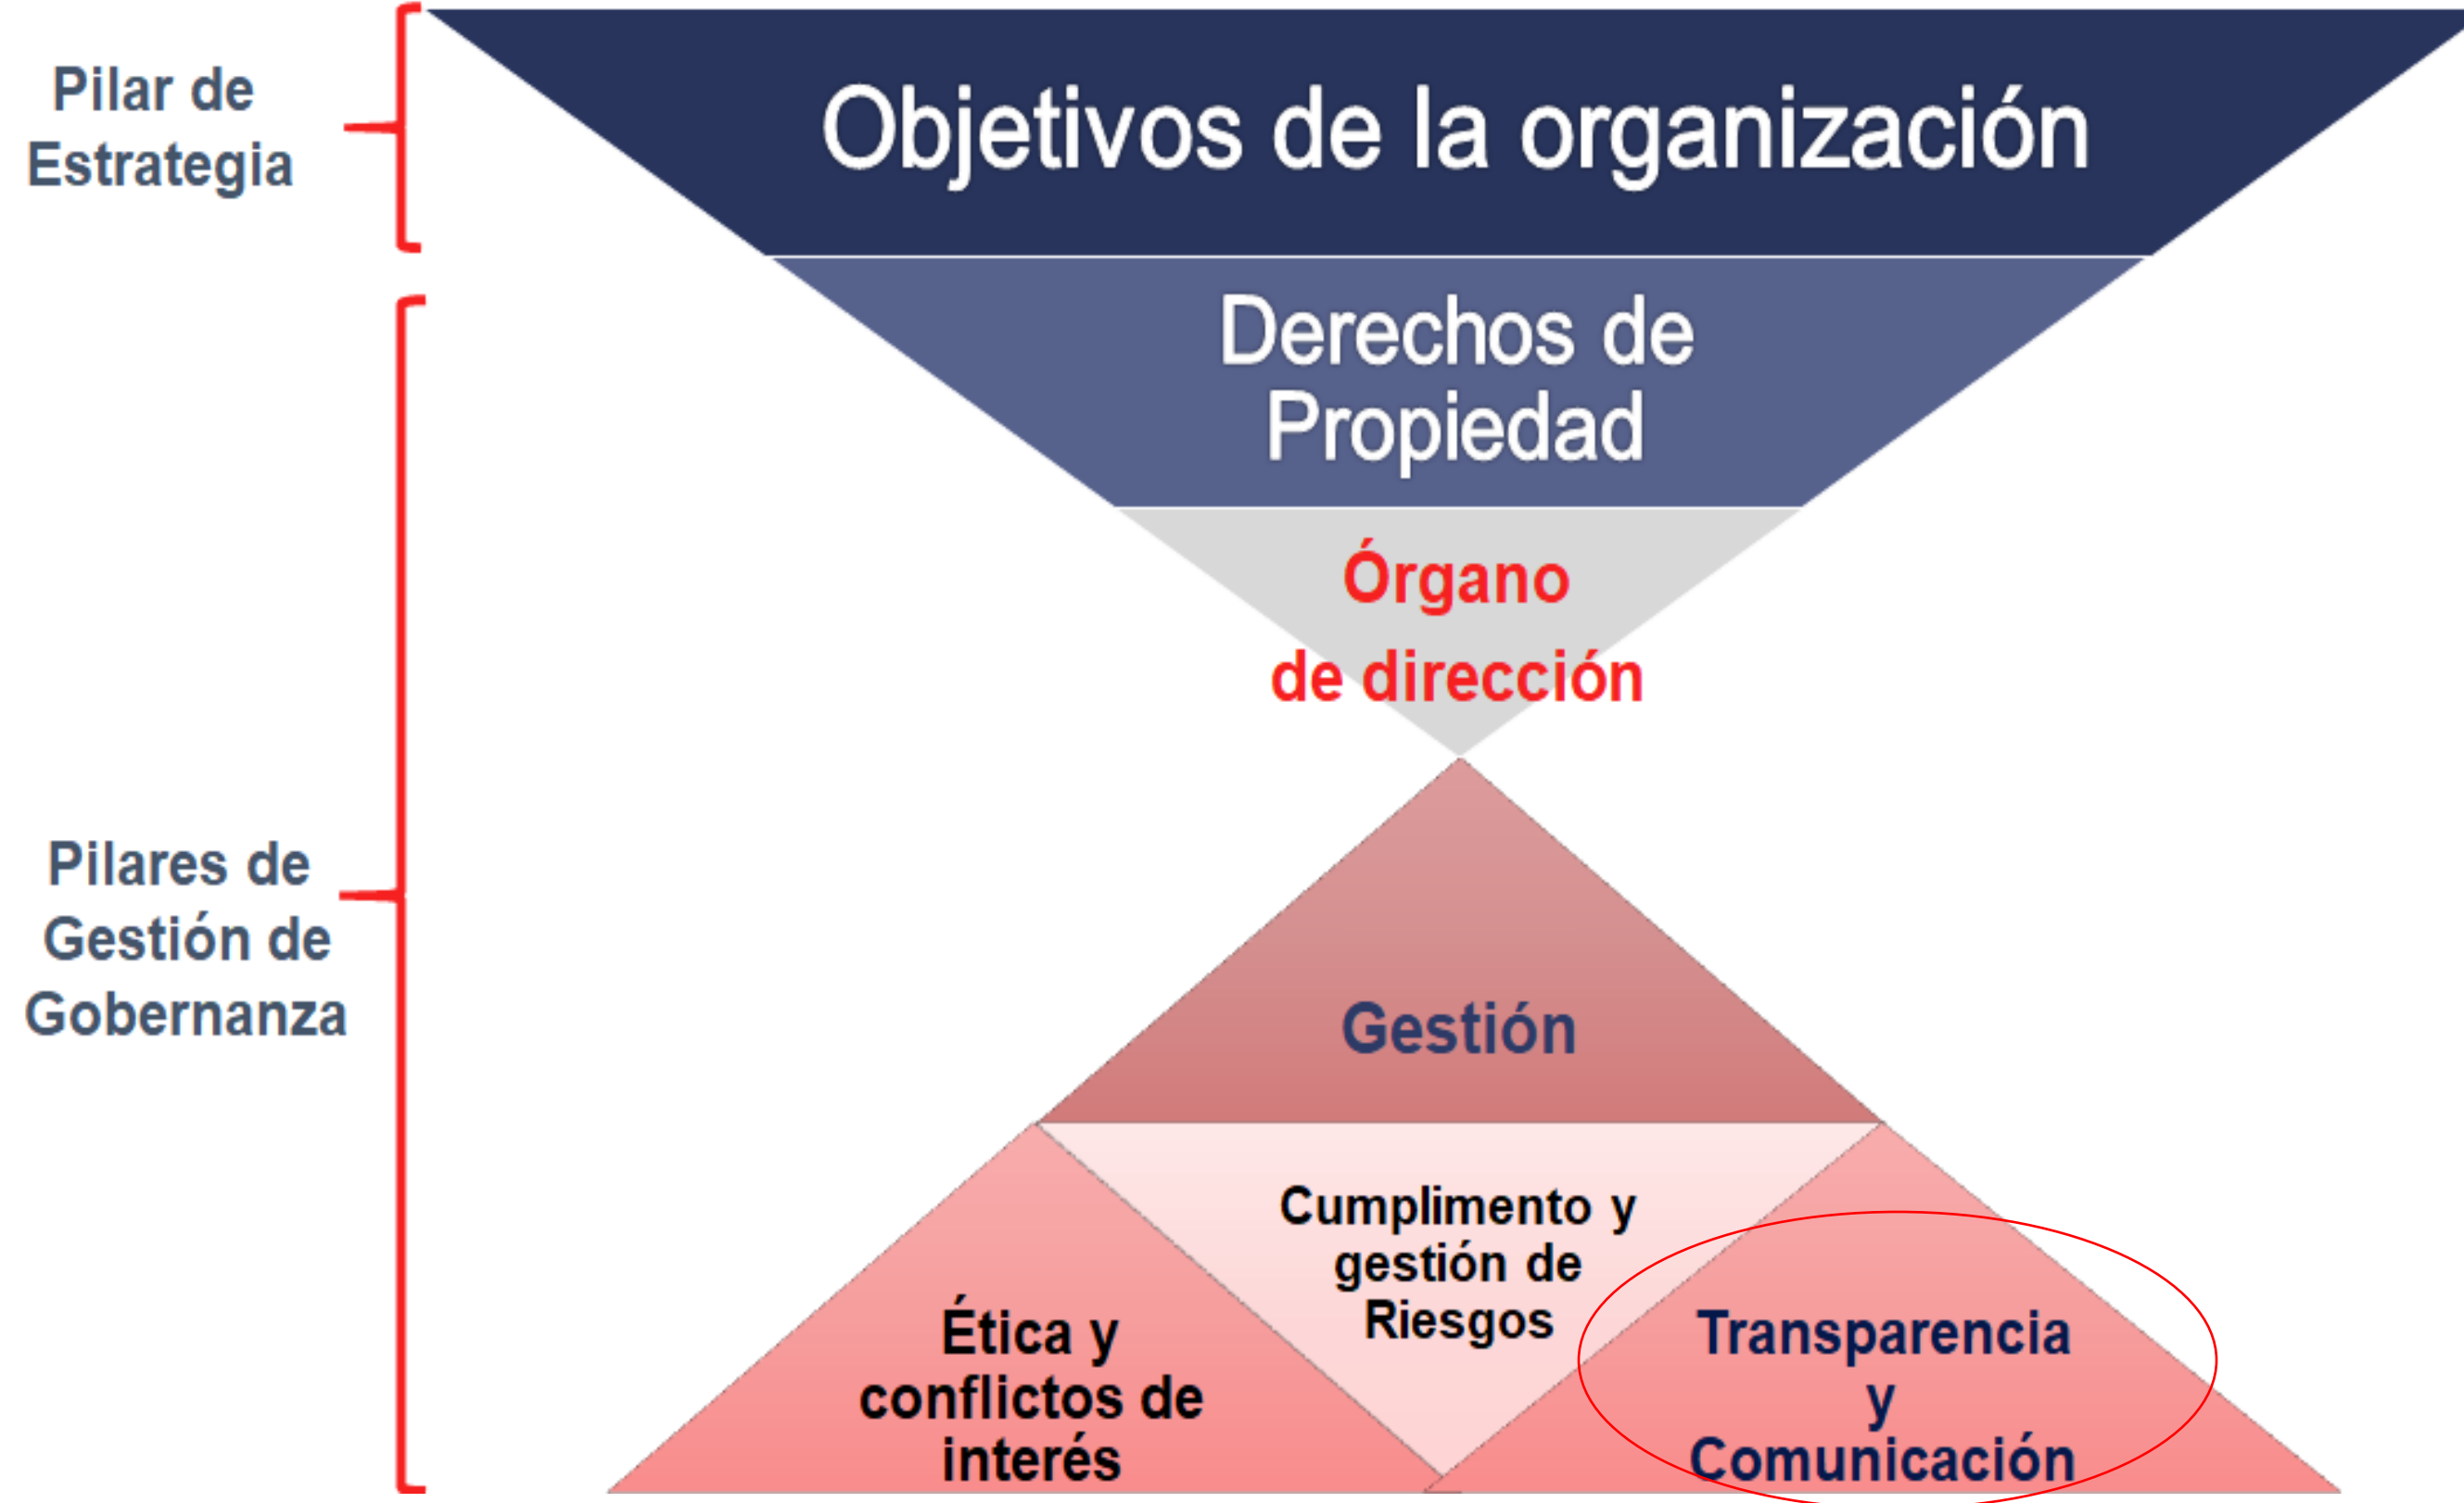 Pilar de
Estrategia
Objetivos de la organización
Derechos de
Propiedad
Órgano
de dirección
Pilares de
Gestión de
Gobernanza
Gestión
Cumplimento y
gestión de
Riesgos
Ética y
conflictos de
interés
Transparencia
y
Comunicación